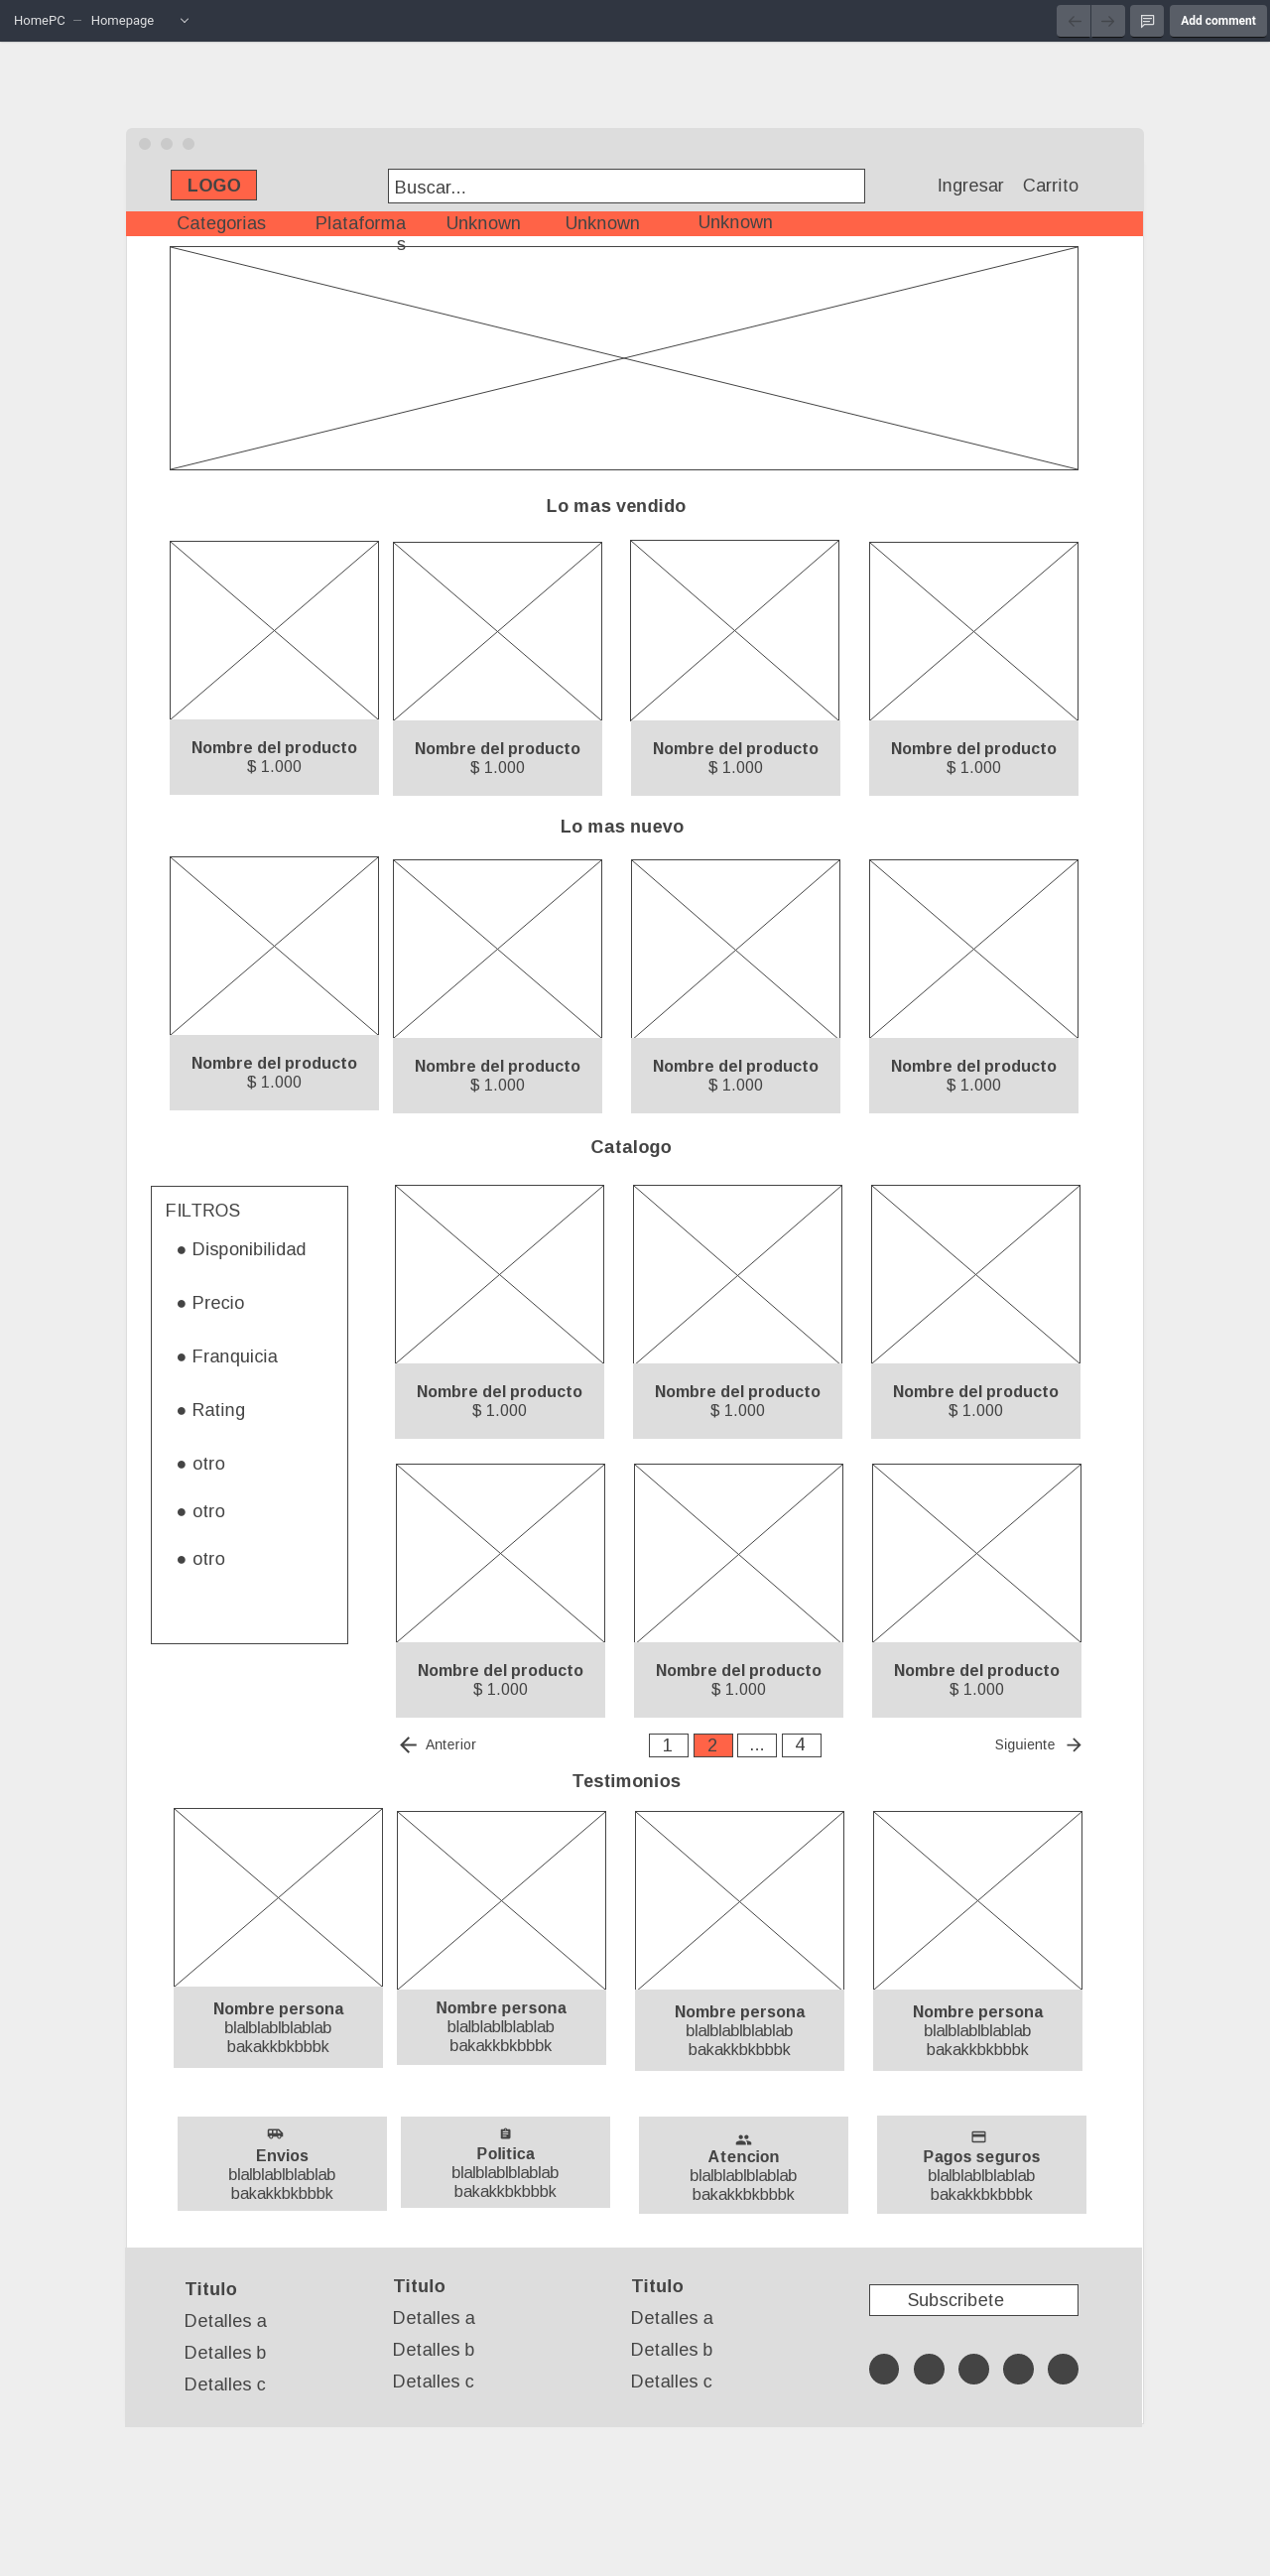 HomePC — Homepage
Add comment
LOGO
Buscar...
Ingresar Carrito
Categorias Plataformas Unknown Unknown Unknown
Lo mas vendido
Nombre del producto Nombre del producto Nombre del producto Nombre del producto
$ 1.000 $ 1.000 $ 1.000 $ 1.000
Lo mas nuevo
Nombre del producto Nombre del producto Nombre del producto Nombre del producto
$ 1.000 $ 1.000 $ 1.000 $ 1.000
Catalogo
FILTROS
● Disponibilidad
● Precio
● Franquicia
● Rating
● otro
● otro
● otro
Nombre del producto Nombre del producto Nombre del producto
$ 1.000 $ 1.000 $ 1.000
Nombre del producto Nombre del producto Nombre del producto
$ 1.000 $ 1.000 $ 1.000
Anterior 1 2 ... 4 Siguiente
Testimonios
Nombre persona Nombre persona Nombre persona Nombre persona
blalblablblablab blalblablblablab blalblablblablab blalblablblablab
bakakkbkbbbk bakakkbkbbbk bakakkbkbbbk bakakkbkbbbk
Envios Politica Atencion Pagos seguros
blalblablblablab blalblablblablab blalblablblablab blalblablblablab
bakakkbkbbbk bakakkbkbbbk bakakkbkbbbk bakakkbkbbbk
Titulo Titulo Titulo Subscribete
Detalles a Detalles a Detalles a
Detalles b Detalles b Detalles b
Detalles c Detalles c Detalles c